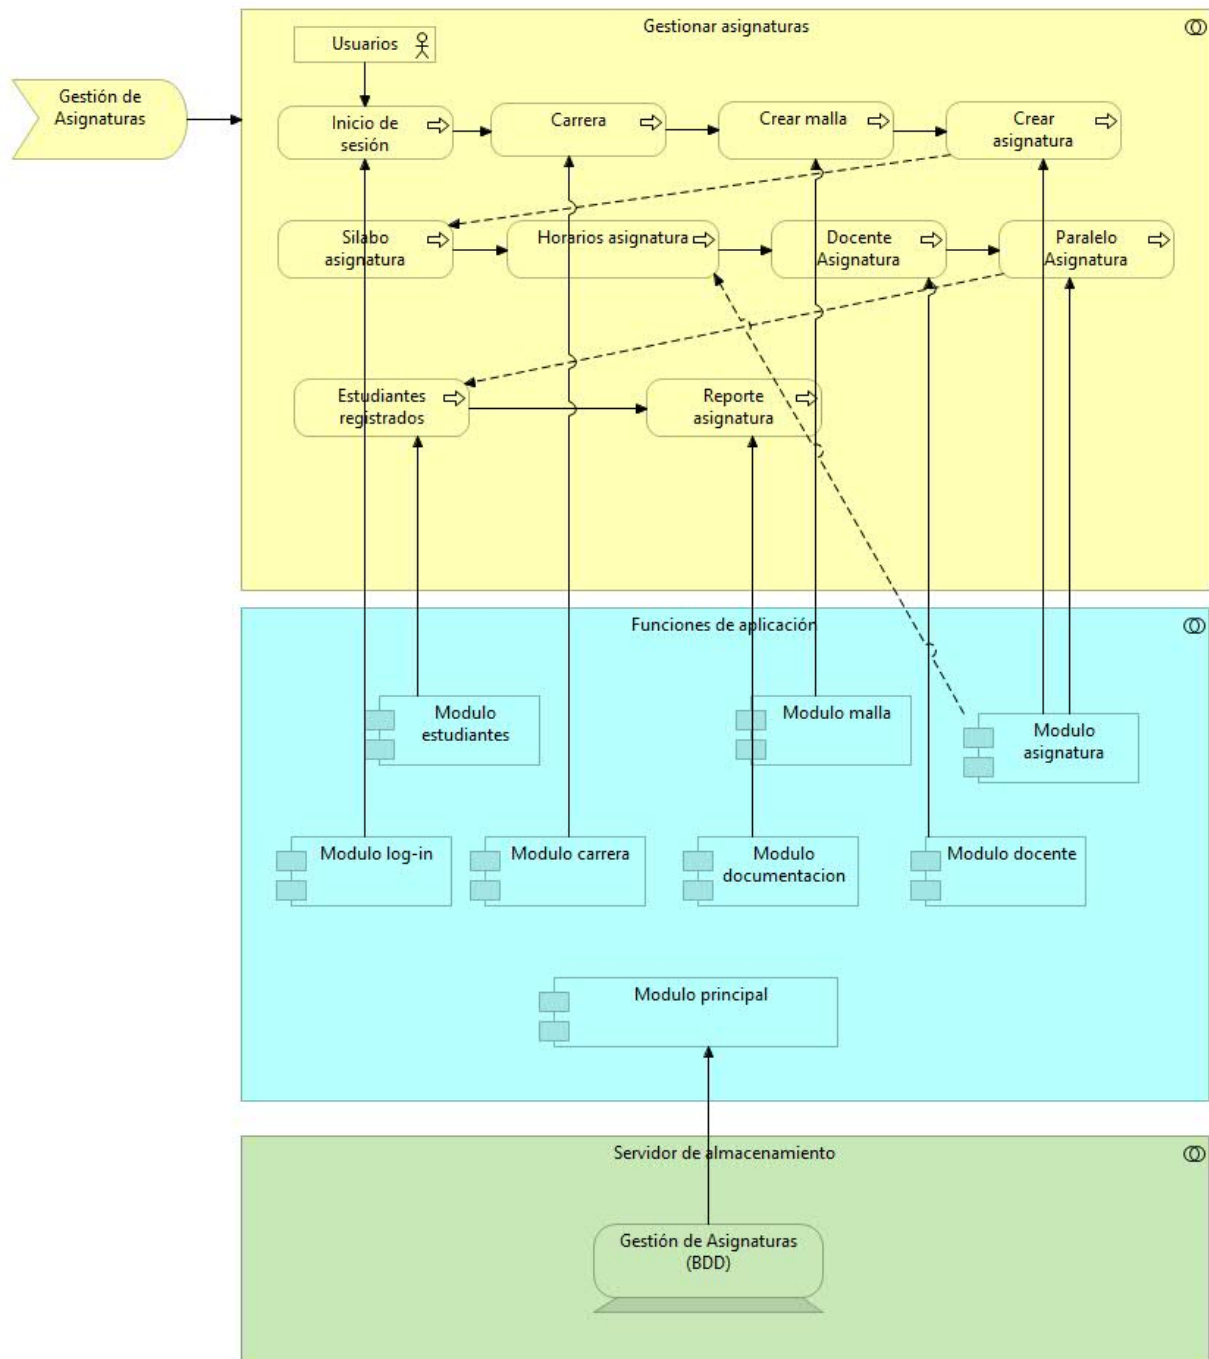 Gestionar asignaturas
Usuarios
Gestión de
Asignaturas
Inicio de
sesión
Carrera
Crear malla
Crear
asignatura
Silabo
asignatura
Horarios asignatura
Docente
Asignatura
Paralelo
Asignatura
Estudiantes
registrados
Reporte
asignatura
Funciones de aplicación
Modulo
estudiantes
Modulo malla
Modulo
asignatura
Modulo log-in
Modulo carrera
Modulo
documentacion
Modulo docente
Modulo principal
Servidor de almacenamiento
Gestión de Asignaturas
(BDD)